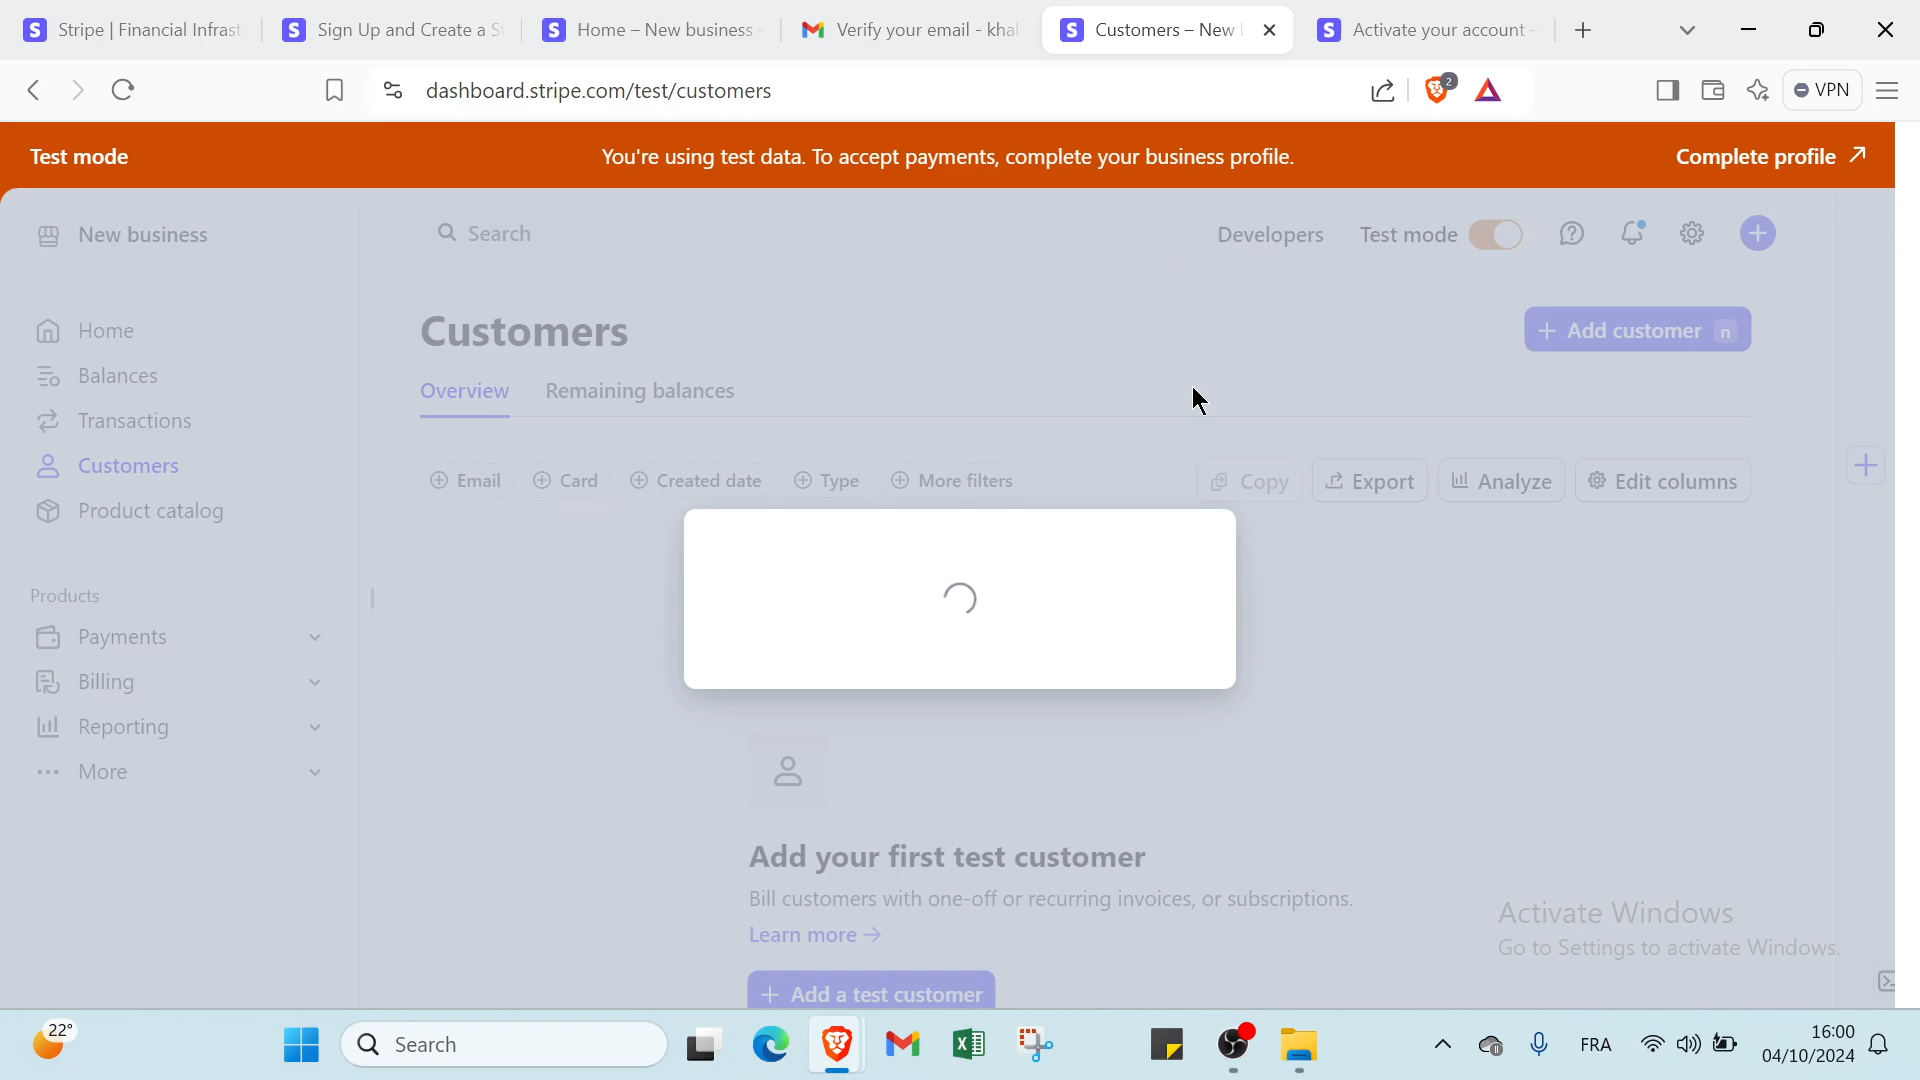 Stripe | Financial Infrast
Sign Up and Create a S
Home – New business -
Verify your email - khal
Customers – New
Activate your account -
dashboard.stripe.com/test/customers
2
VPN
Test mode
You're using test data. To accept payments, complete your business profile.
Complete profile
New business
Search
Developers
Test mode
Home
Balances
Transactions
Customers
Product catalog
Products
Payments
Billing
Reporting
More
Customers
+ Add customer n
Overview
Remaining balances
Email
Card
Created date
Type
More filters
Copy
Export
Analyze
Edit columns
Add your first test customer
Bill customers with one-off or recurring invoices, or subscriptions.
Learn more →
+ Add a test customer
Activate Windows
Go to Settings to activate Windows.
22°
Search
FRA
16:00
04/10/2024